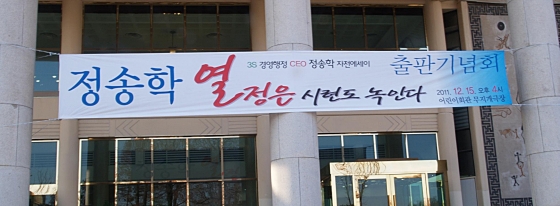 3S 경영행정 CEO 정송학 자전에세이
정송학 열정은 시련도 녹인다
출판기념회
2011. 12. 15. 오후 4시
어린이회관 무지개극장